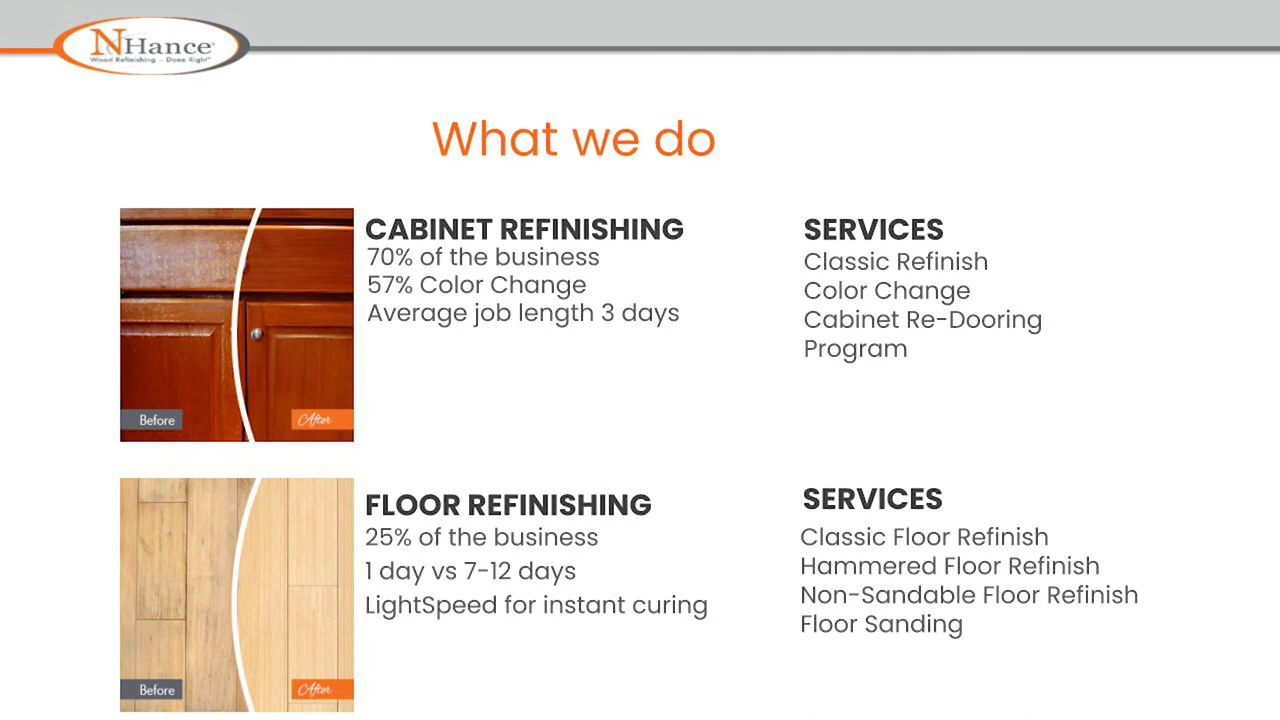 NHance®
Wood Refinishing - Done Right™
What we do
CABINET REFINISHING
70% of the business
57% Color Change
Average job length 3 days
SERVICES
Classic Refinish
Color Change
Cabinet Re-Dooring
Program
Before
After
FLOOR REFINISHING
25% of the business
1 day vs 7-12 days
LightSpeed for instant curing
SERVICES
Classic Floor Refinish
Hammered Floor Refinish
Non-Sandable Floor Refinish
Floor Sanding
Before
After